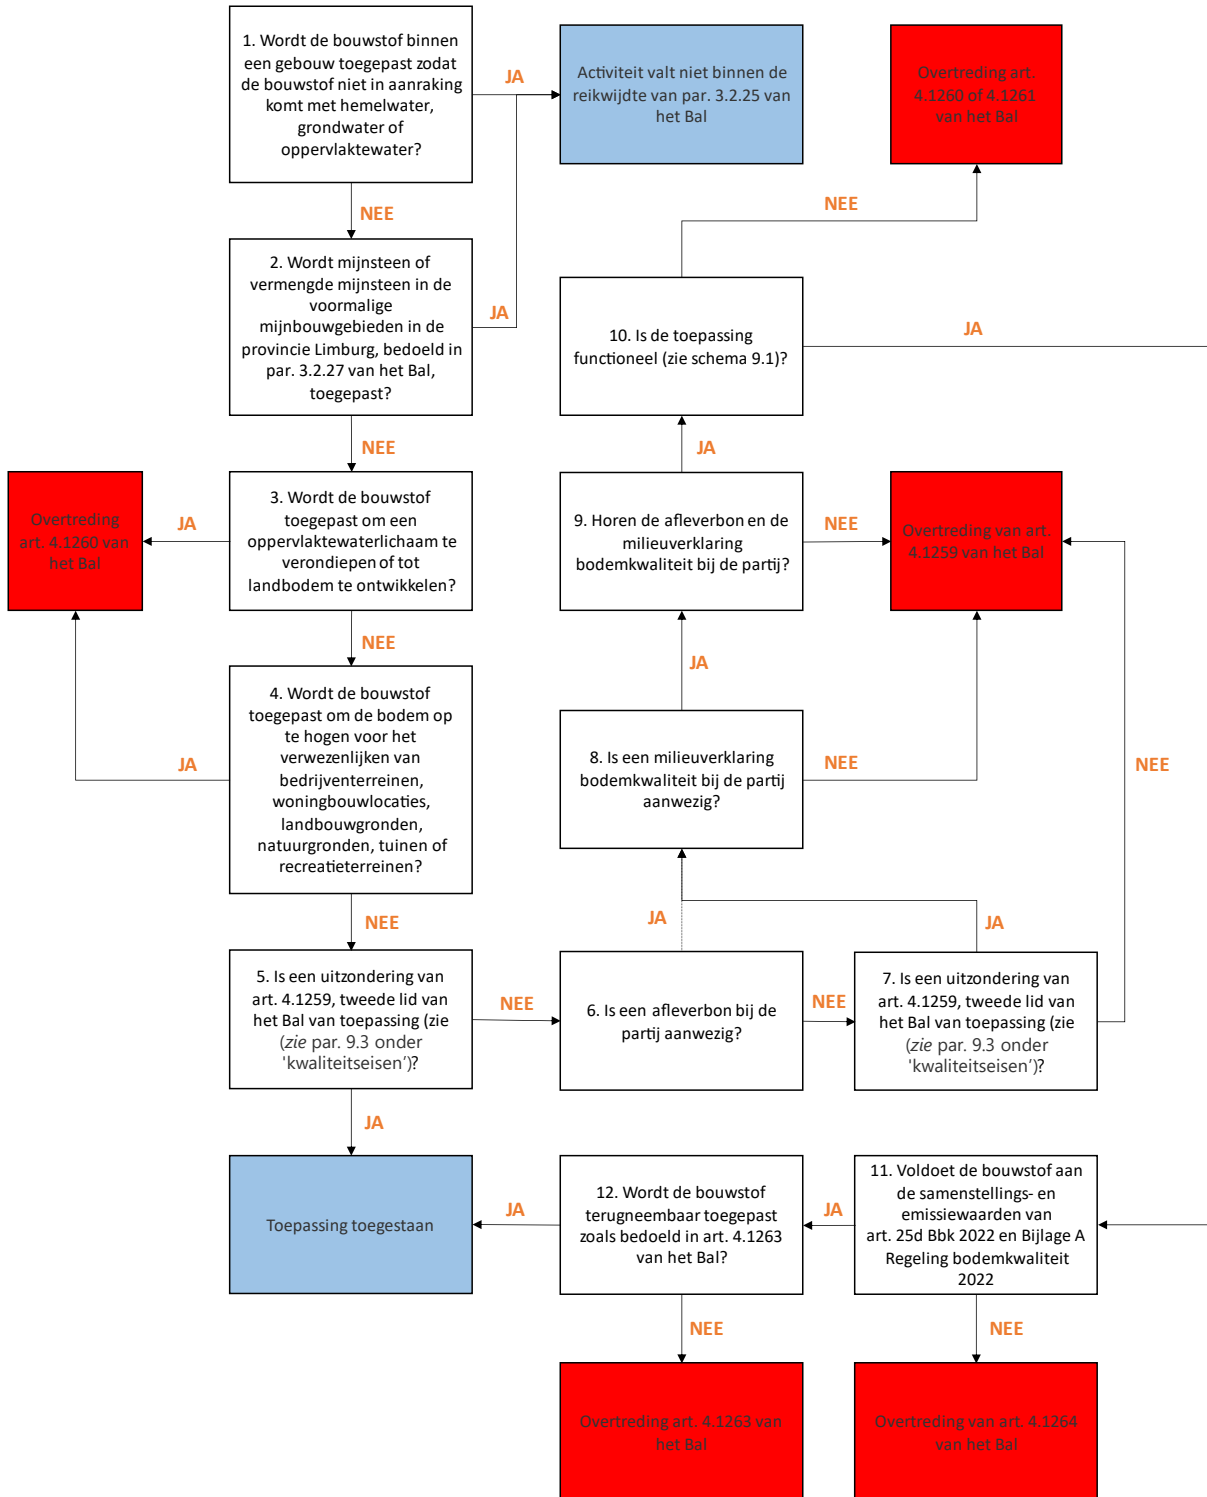 1. Wordt de bouwstof binnen
een gebouw toegepast zodat
de bouwstof niet in aanraking
komt met hemelwater,
grondwater of
oppervlaktewater?
JA
Activiteit valt niet binnen de
reikwijdte van par. 3.2.25 van
het Bal
Overtreding art.
4.1260 of 4.1261
van het Bal
NEE
NEE
2. Wordt mijnsteen of
vermengde mijnsteen in de
voormalige
mijnbouwgebieden in de
provincie Limburg, bedoeld in
par. 3.2.27 van het Bal,
toegepast?
JA
10. Is de toepassing
functioneel (zie schema 9.1)?
JA
NEE
JA
Overtreding
art. 4.1260 van
het Bal
JA
3. Wordt de bouwstof
toegepast om een
oppervlaktewaterlichaam te
verondiepen of tot
landbodem te ontwikkelen?
9. Horen de afleverbon en de
milieuverklaring
bodemkwaliteit bij de partij?
NEE
Overtreding van art.
4.1259 van het Bal
NEE
JA
4. Wordt de bouwstof
toegepast om de bodem op
te hogen voor het
verwezenlijken van
bedrijventerreinen,
woningbouwlocaties,
landbouwgronden,
natuurgronden, tuinen of
recreatieterreinen?
JA
8. Is een milieuverklaring
bodemkwaliteit bij de partij
aanwezig?
NEE
NEE
NEE
JA
JA
5. Is een uitzondering van
art. 4.1259, tweede lid van
het Bal van toepassing (zie
(zie par. 9.3 onder
'kwaliteitseisen’)?
NEE
6. Is een afleverbon bij de
partij aanwezig?
NEE
7. Is een uitzondering van
art. 4.1259, tweede lid van
het Bal van toepassing (zie
(zie par. 9.3 onder
'kwaliteitseisen’)?
JA
Toepassing toegestaan
JA
12. Wordt de bouwstof
terugneembaar toegepast
zoals bedoeld in art. 4.1263
van het Bal?
JA
11. Voldoet de bouwstof aan
de samenstellings- en
emissiewaarden van
art. 25d Bbk 2022 en Bijlage A
Regeling bodemkwaliteit
2022
NEE
NEE
Overtreding art. 4.1263 van
het Bal
Overtreding van art. 4.1264
van het Bal